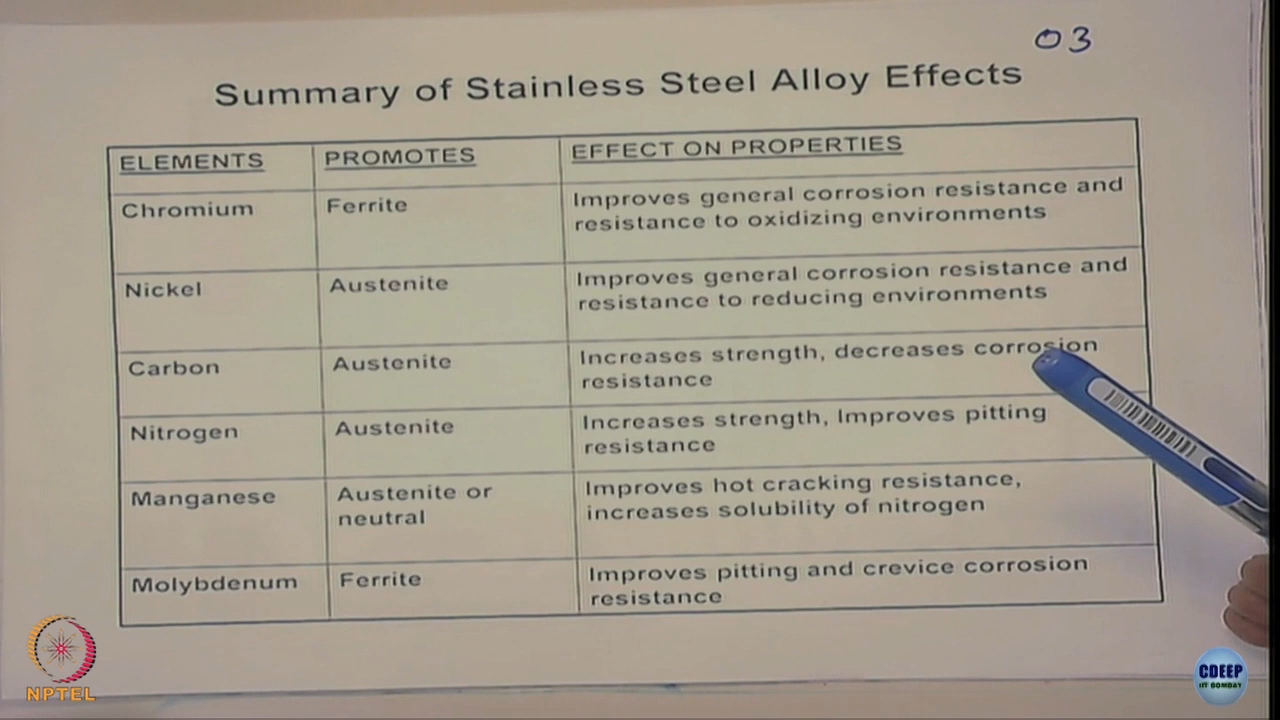 03
Summary of Stainless Steel Alloy Effects
ELEMENTS PROMOTES EFFECT ON PROPERTIES
Chromium Ferrite Improves general corrosion resistance and
resistance to oxidizing environments
Nickel Austenite Improves general corrosion resistance and
resistance to reducing environments
Carbon Austenite Increases strength, decreases corrosion
resistance
Nitrogen Austenite Increases strength, Improves pitting
resistance
Manganese Austenite or Improves hot cracking resistance,
neutral increases solubility of nitrogen
Molybdenum Ferrite Improves pitting and crevice corrosion
resistance
NPTEL
CDEEP
IIT BOMBAY